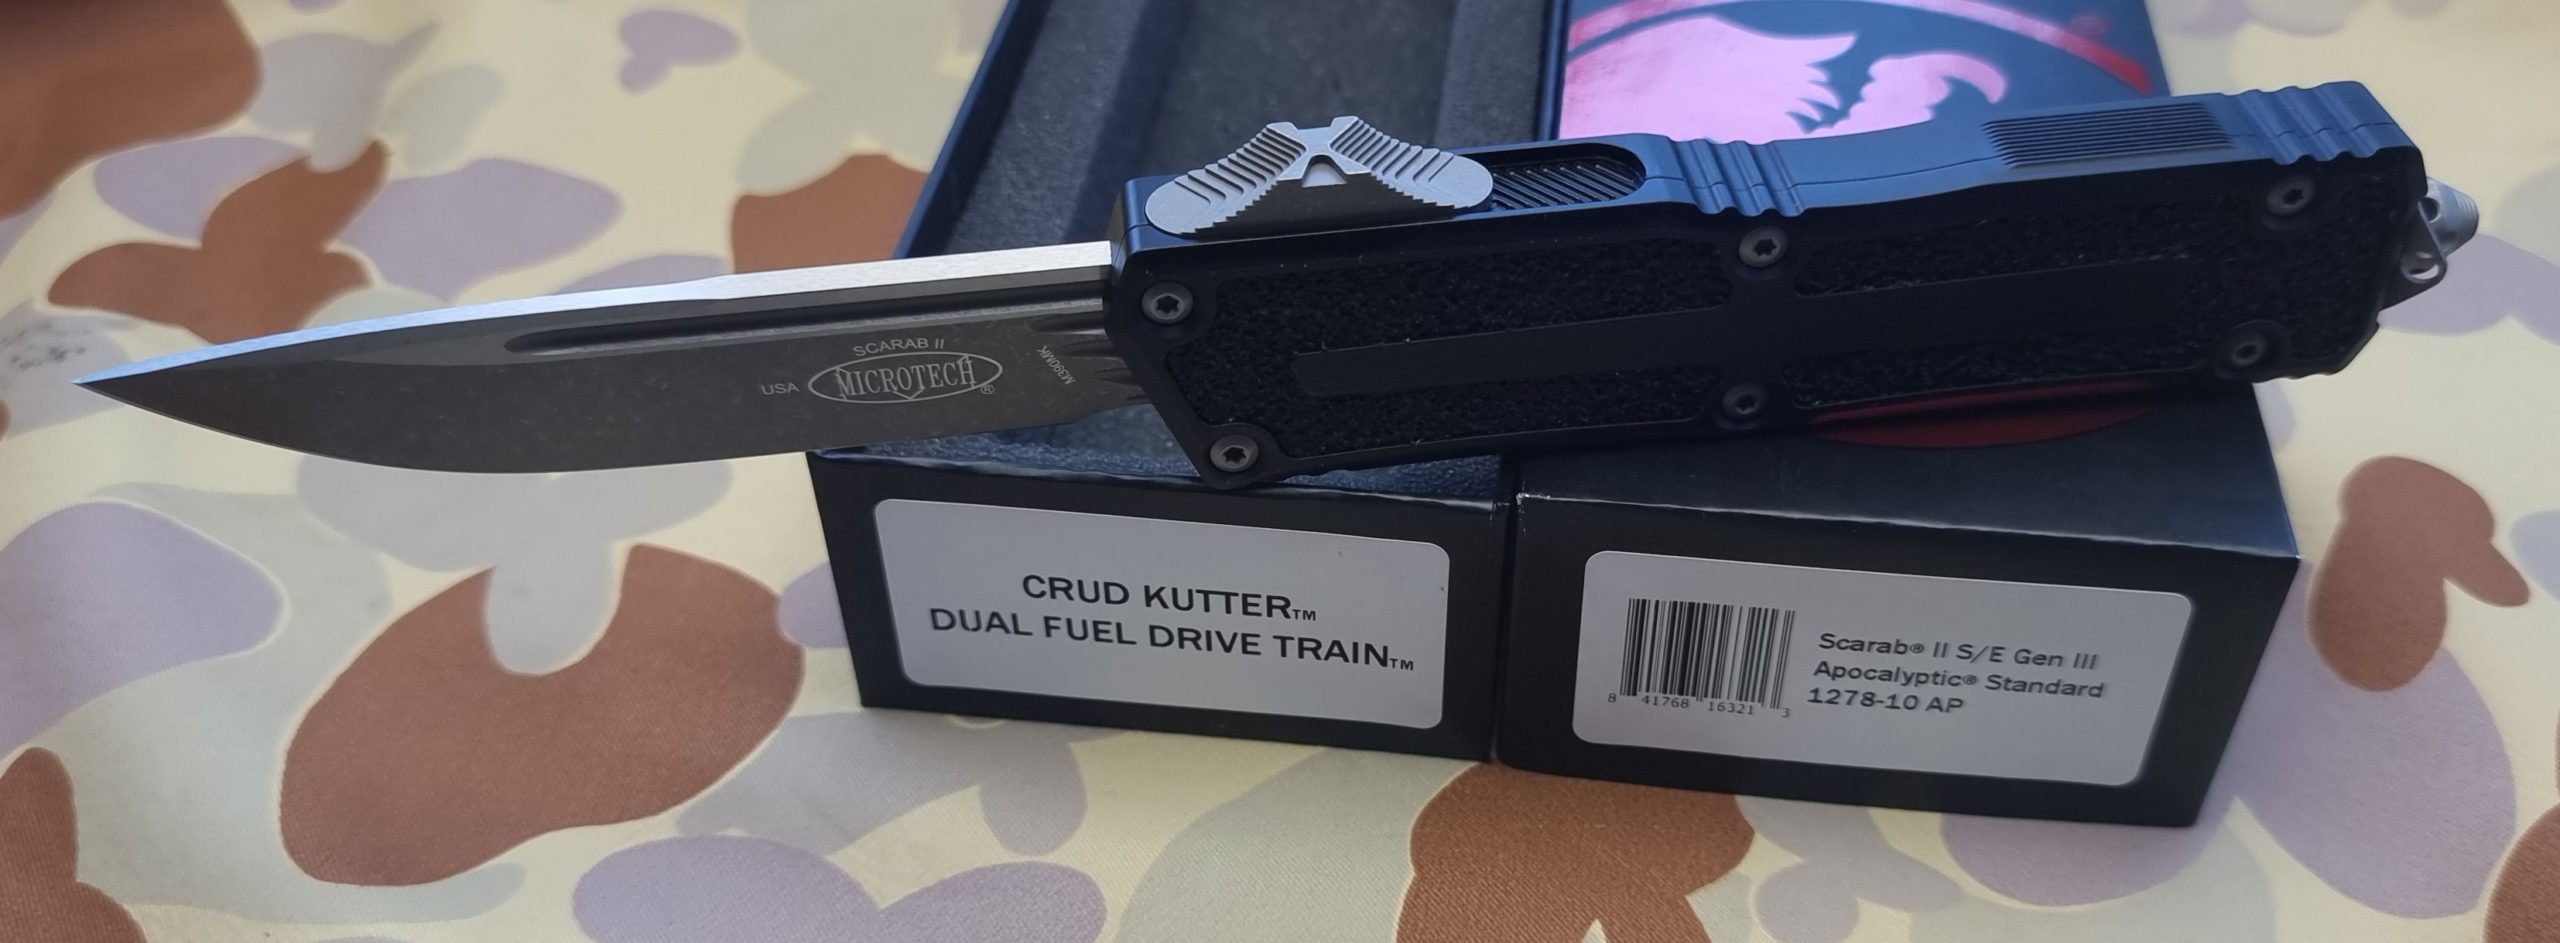 SCARAB II
USA MICROTECH®
M390MK
CRUD KUTTER™
DUAL FUEL DRIVE TRAIN™
Scarab® II S/E Gen III
Apocalyptic® Standard
1278-10 AP
8 41768 16321 3
®